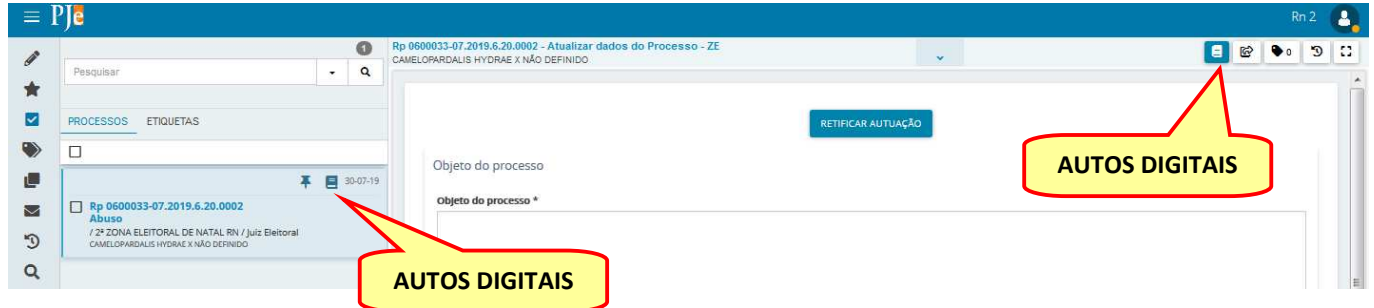 PJe
Rn 2
1
Pesquisar
PROCESSOS ETIQUETAS
30-07-19
Rp 0600033-07.2019.6.20.0002
Abuso
/ 2ª ZONA ELEITORAL DE NATAL RN / Juiz Eleitoral
CAMELOPARDALIS HYDRAE X NÃO DEFINIDO
AUTOS DIGITAIS
Rp 0600033-07.2019.6.20.0002 - Atualizar dados do Processo - ZE
CAMELOPARDALIS HYDRAE X NÃO DEFINIDO
0
RETIFICAR AUTUAÇÃO
AUTOS DIGITAIS
Objeto do processo
Objeto do processo *